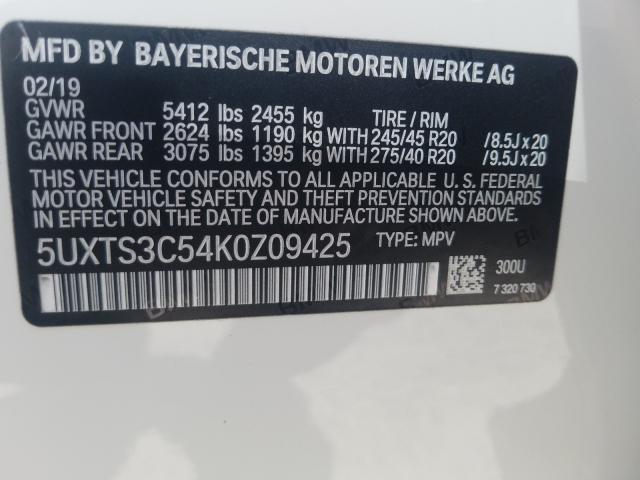 MFD BY BAYERISCHE MOTOREN WERKE AG
02/19
GVWR 5412 lbs 2455 kg TIRE / RIM
GAWR FRONT 2624 lbs 1190 kg WITH 245/45 R20 /8.5J x 20
GAWR REAR 3075 lbs 1395 kg WITH 275/40 R20 /9.5J x 20
THIS VEHICLE CONFORMS TO ALL APPLICABLE U. S. FEDERAL
MOTOR VEHICLE SAFETY AND THEFT PREVENTION STANDARDS
IN EFFECT ON THE DATE OF MANUFACTURE SHOWN ABOVE.
5UXTS3C54K0Z09425 TYPE: MPV
300U
7 320 730